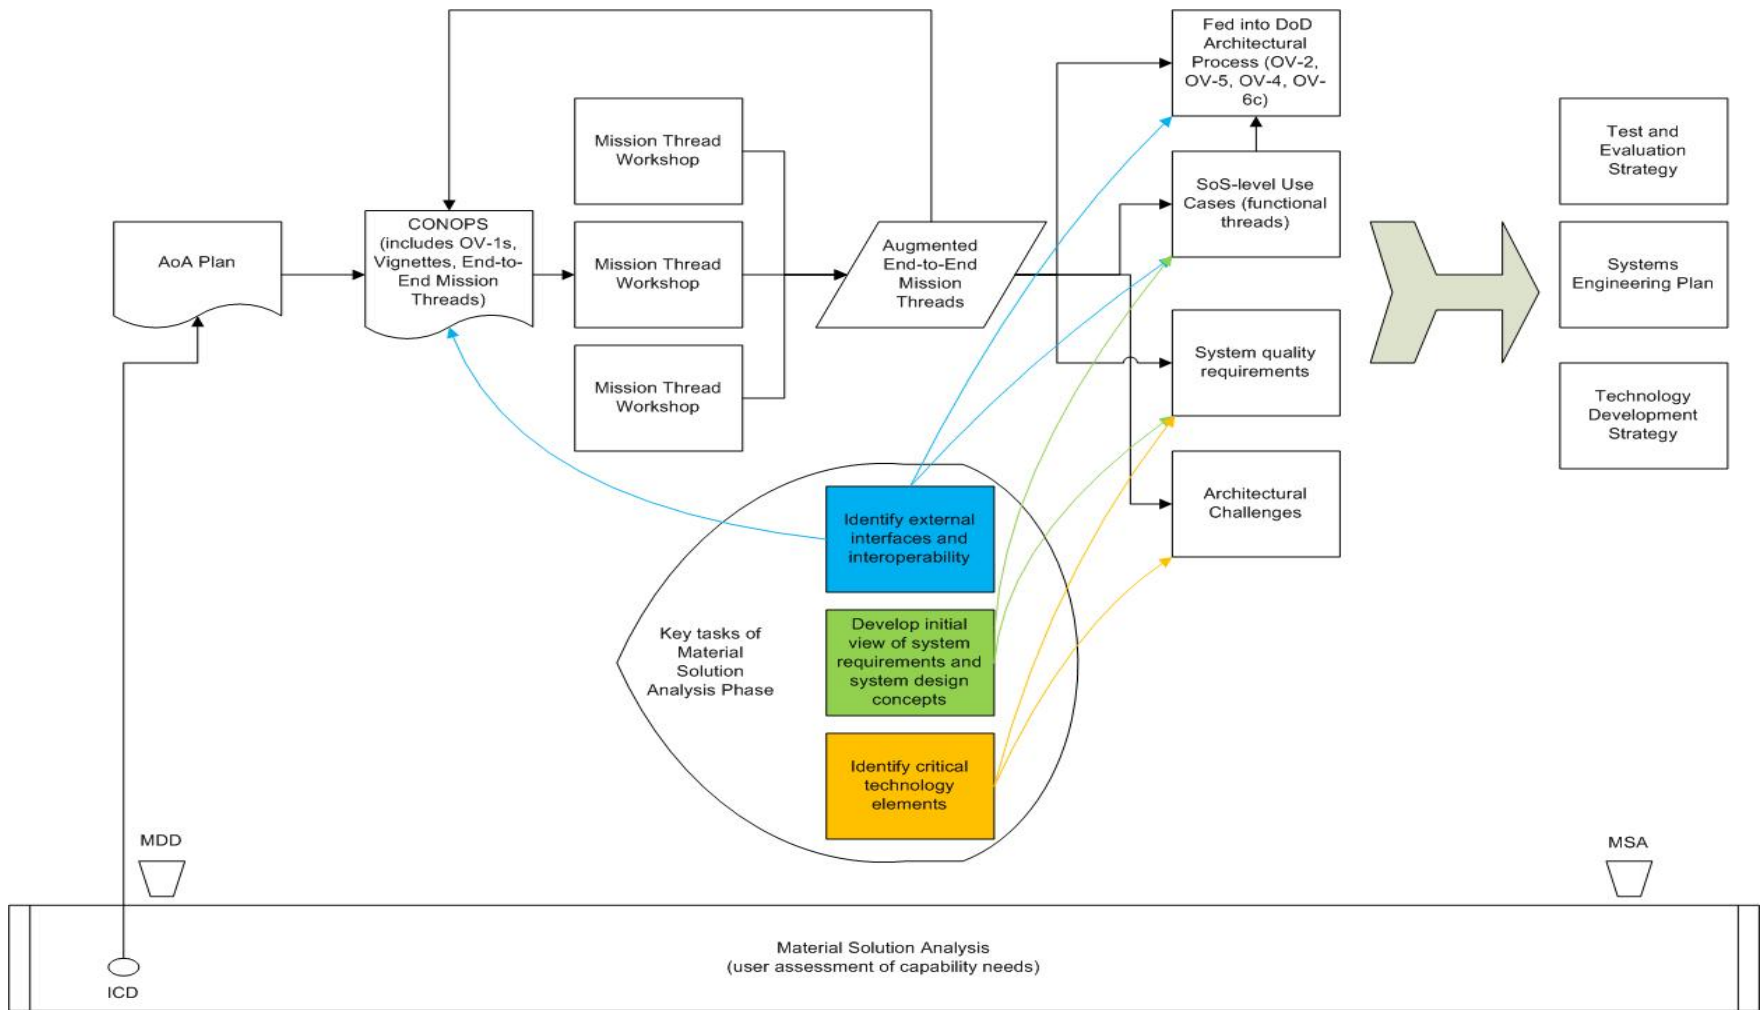 AoA Plan
CONOPS
(includes OV-1s,
Vignettes, End-to-
End Mission
Threads)
Mission Thread
Workshop
Mission Thread
Workshop
Mission Thread
Workshop
Augmented
End-to-End
Mission
Threads
Fed into DoD
Architectural
Process (OV-2,
OV-5, OV-4, OV-
6c)
SoS-level Use
Cases (functional
threads)
System quality
requirements
Architectural
Challenges
Test and
Evaluation
Strategy
Systems
Engineering Plan
Technology
Development
Strategy
Key tasks of
Material
Solution
Analysis Phase
Identify external
interfaces and
interoperability
Develop initial
view of system
requirements and
system design
concepts
Identify critical
technology
elements
MDD
MSA
Material Solution Analysis
(user assessment of capability needs)
ICD